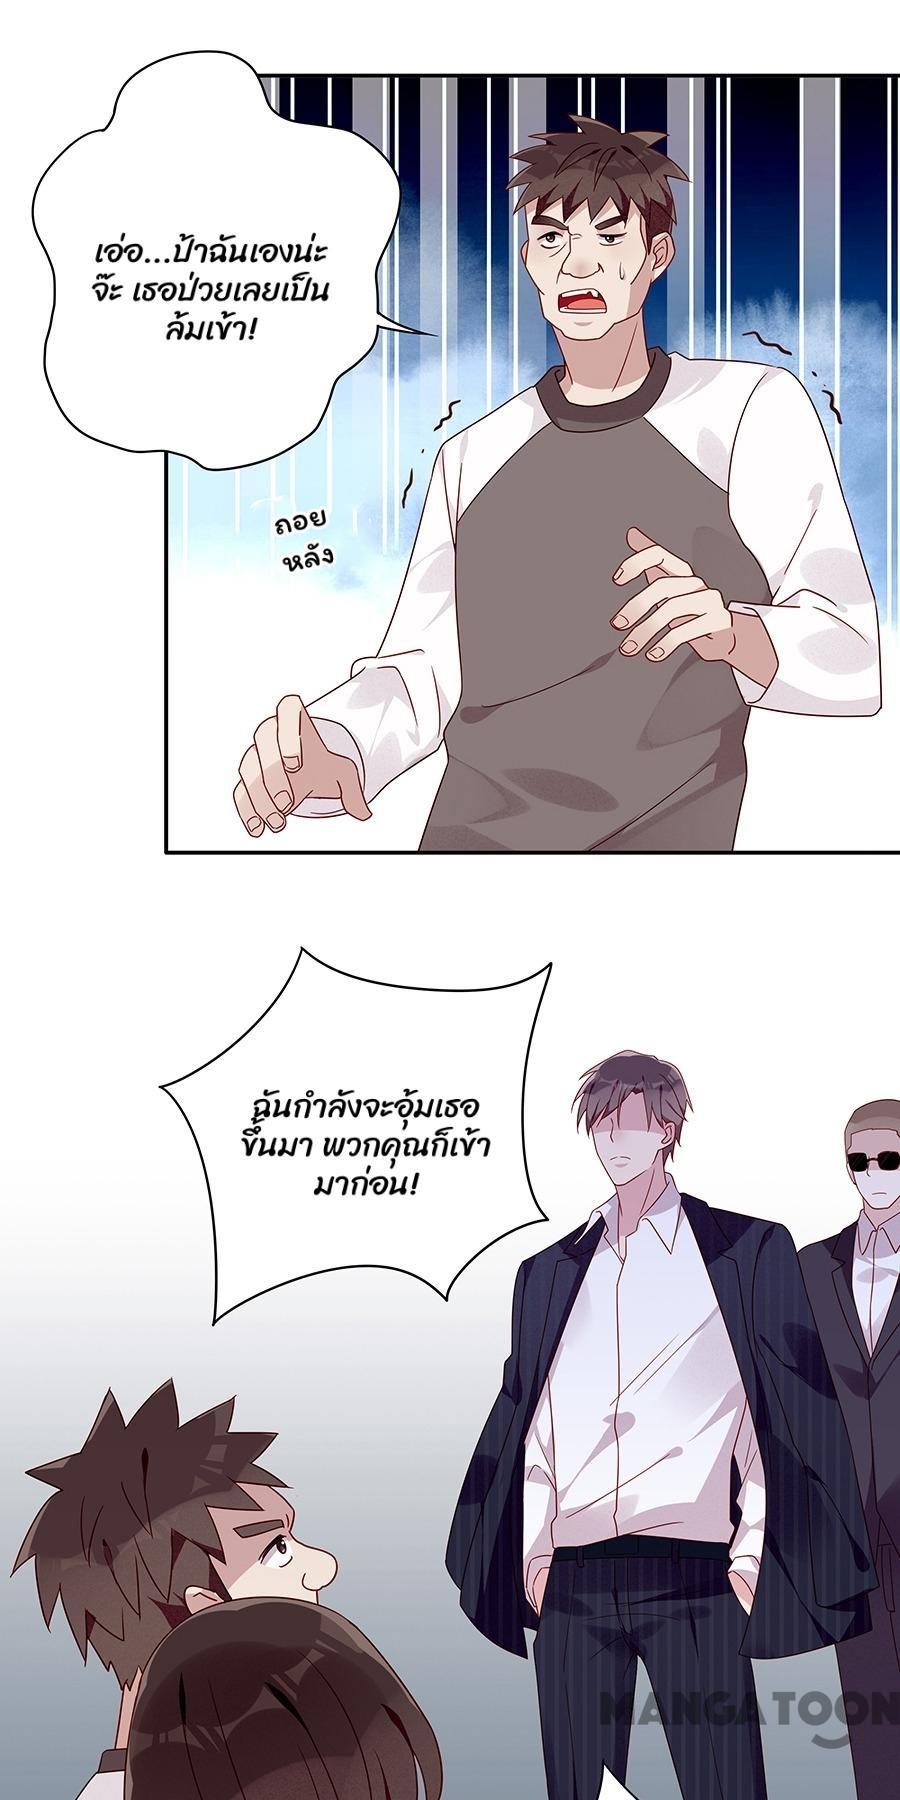 เอ่อ...ป้าฉันเองน่ะ
จ๊ะ เธอป่วยเลยเป็น
ล้มเข้า!
ถอย
หลัง
ฉันกำลังจะอุ้มเธอ
ขึ้นมา พวกคุณก็เข้า
มาก่อน!
MANGATOON